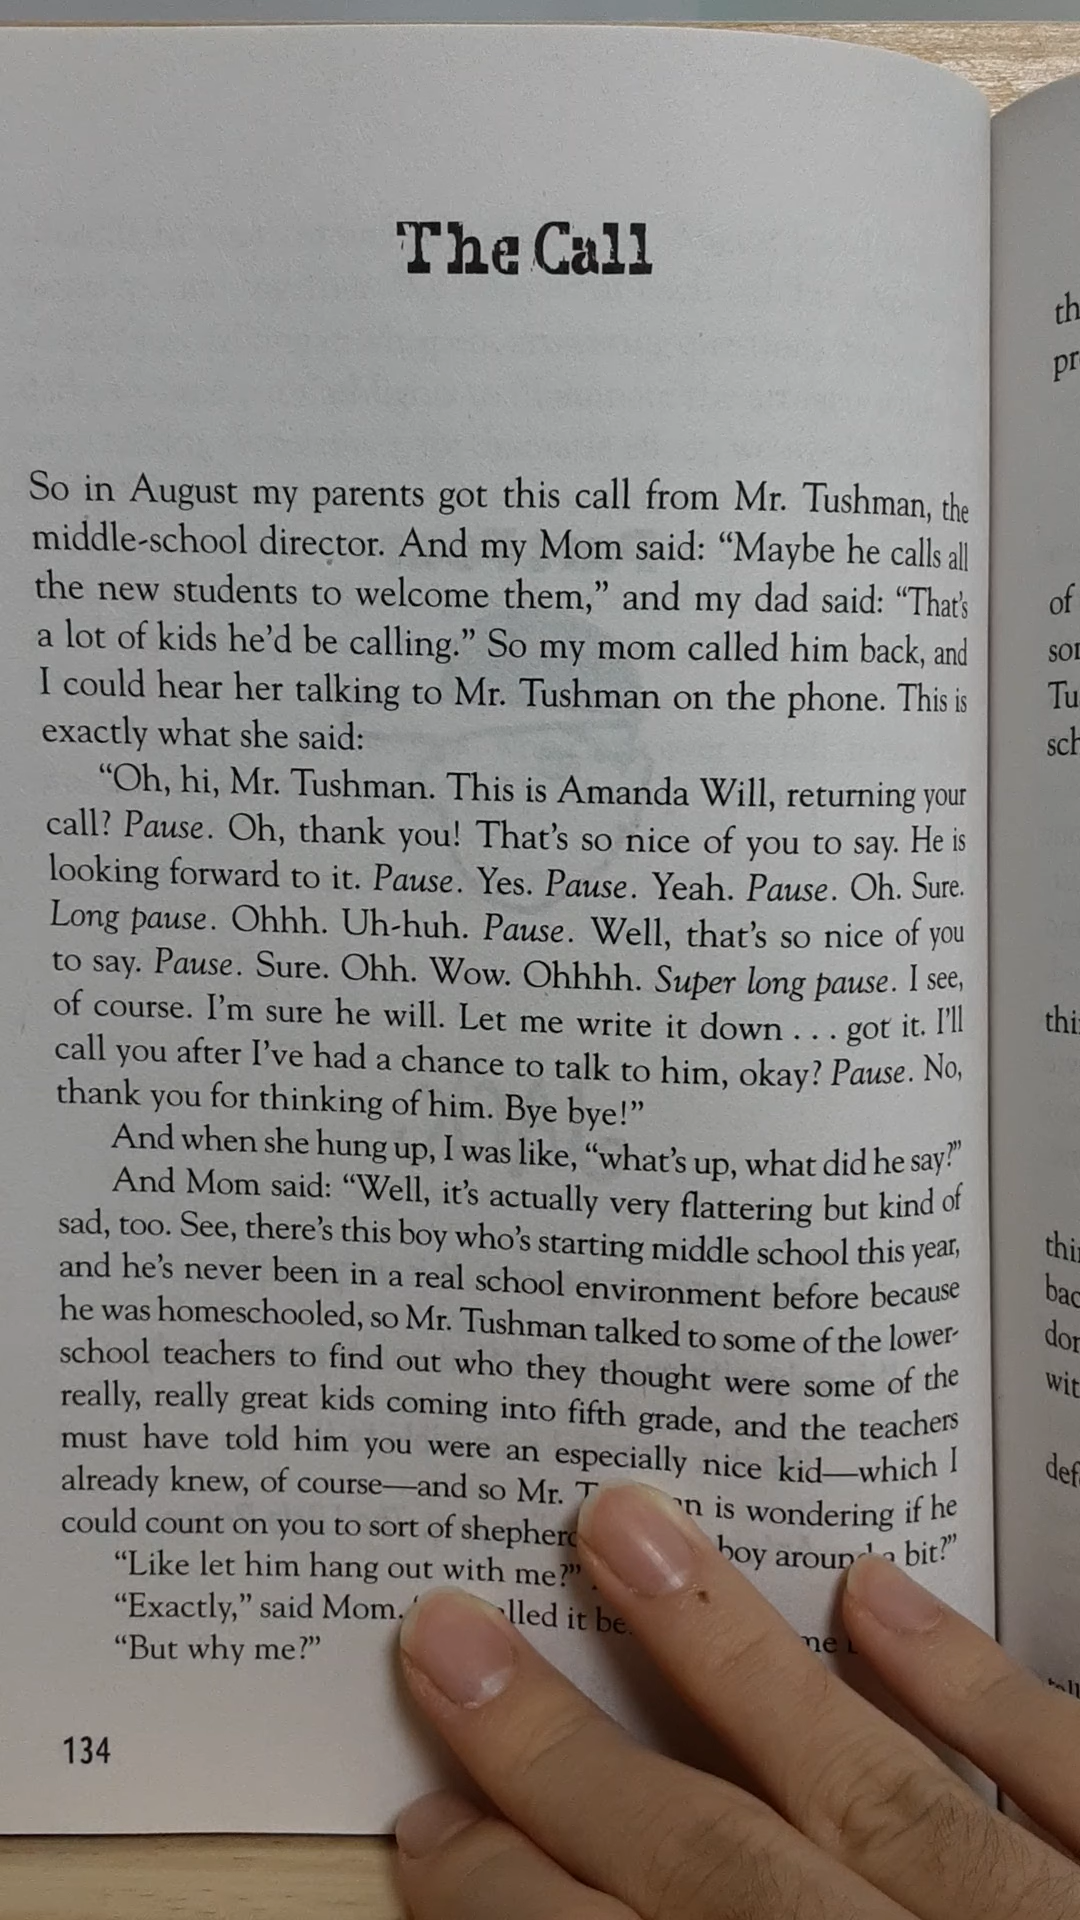 The Call
So in August my parents got this call from Mr. Tushman, the
middle-school director. And my Mom said: “Maybe he calls all
the new students to welcome them,” and my dad said: “That’s
a lot of kids he’d be calling.” So my mom called him back, and
I could hear her talking to Mr. Tushman on the phone. This is
exactly what she said:
“Oh, hi, Mr. Tushman. This is Amanda Will, returning your
call? Pause. Oh, thank you! That’s so nice of you to say. He is
looking forward to it. Pause. Yes. Pause. Yeah. Pause. Oh. Sure.
Long pause. Ohhh. Uh-huh. Pause. Well, that’s so nice of you
to say. Pause. Sure. Ohh. Wow. Ohhhh. Super long pause. I see,
of course. I’m sure he will. Let me write it down . . . got it. I’ll
call you after I’ve had a chance to talk to him, okay? Pause. No,
thank you for thinking of him. Bye bye!”
And when she hung up, I was like, “what’s up, what did he say?”
And Mom said: “Well, it’s actually very flattering but kind of
sad, too. See, there’s this boy who’s starting middle school this year,
and he’s never been in a real school environment before because
he was homeschooled, so Mr. Tushman talked to some of the lower-
school teachers to find out who they thought were some of the
really, really great kids coming into fifth grade, and the teachers
must have told him you were an especially nice kid—which I
already knew, of course—and so Mr. is wondering if he
could count on you to sort of boy around a bit?”
“Like let him hang out with me?”
“Exactly,” said Mom. it
“But why me?”
134
th
pr
of
sor
Tu
sch
thi
thi
bac
dor
wit
def